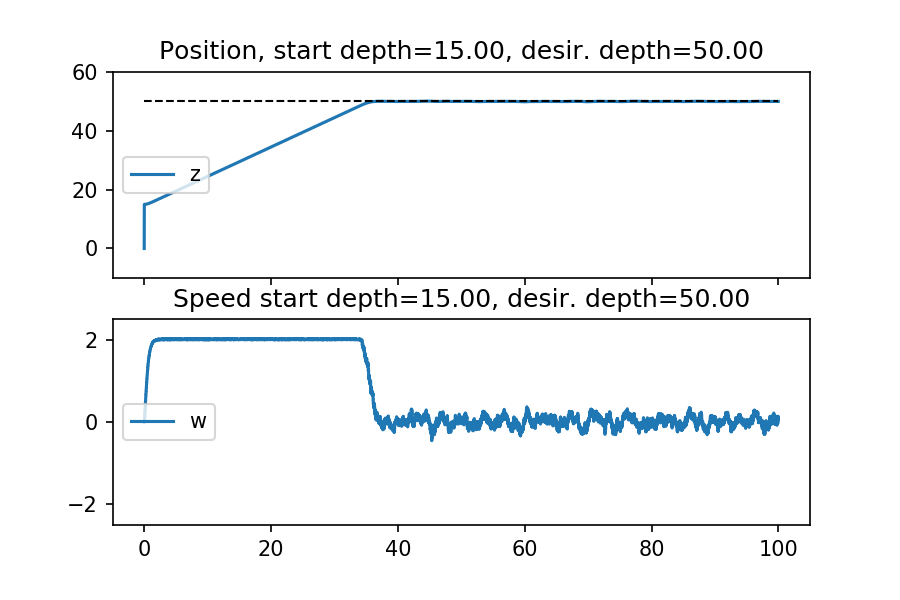 Position, start depth=15.00, desir. depth=50.00
60
40
20
0
z
Speed start depth=15.00, desir. depth=50.00
2
0
−2
w
0 20 40 60 80 100